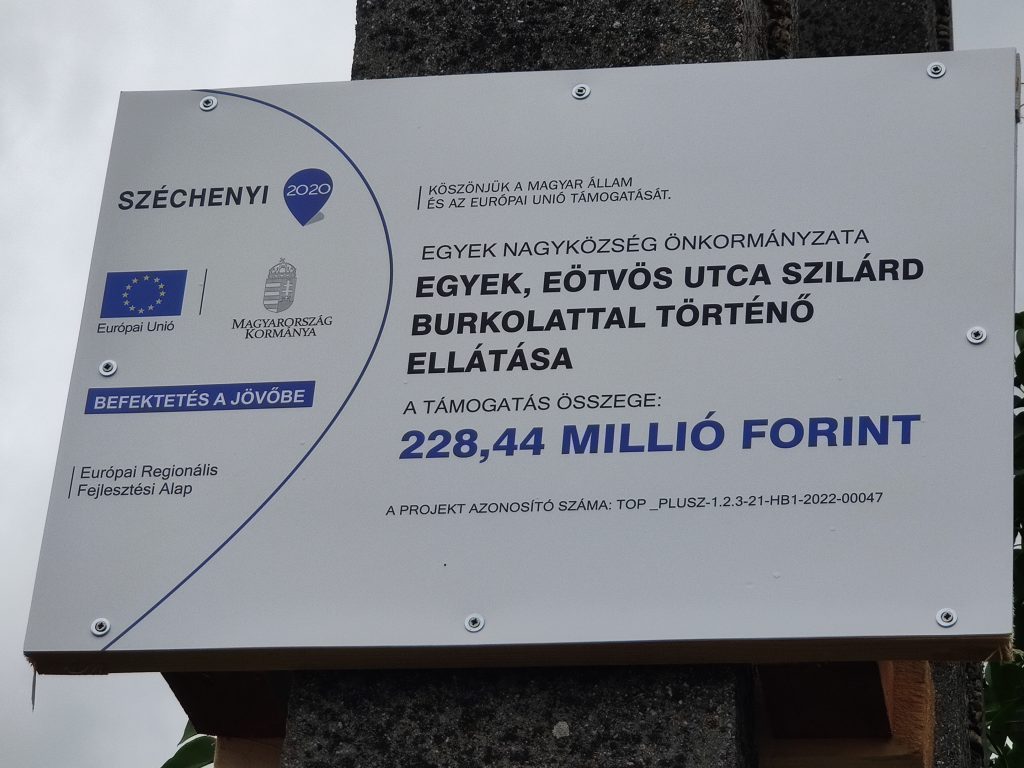 SZÉCHENYI 2020
Európai Unió
MAGYARORSZÁG
KORMÁNYA
BEFEKTETÉS A JÖVŐBE
Európai Regionális
Fejlesztési Alap
KÖSZÖNJÜK A MAGYAR ÁLLAM
ÉS AZ EURÓPAI UNIÓ TÁMOGATÁSÁT.
EGYEK NAGYKÖZSÉG ÖNKORMÁNYZATA
EGYEK, EÖTVÖS UTCA SZILÁRD
BURKOLATTAL TÖRTÉNŐ
ELLÁTÁSA
A TÁMOGATÁS ÖSSZEGE:
228,44 MILLIÓ FORINT
A PROJEKT AZONOSÍTÓ SZÁMA: TOP _PLUSZ-1.2.3-21-HB1-2022-00047